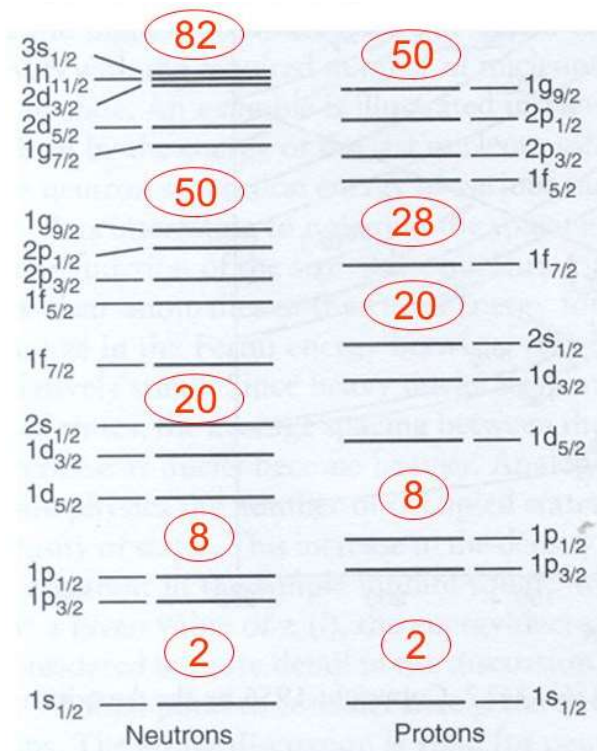 82
3s1/2
1h11/2
2d3/2
2d5/2
1g7/2
50
1g9/2
2p1/2
2p3/2
1f5/2
1f7/2
20
2s1/2
1d3/2
1d5/2
8
1p1/2
1p3/2
2
1s1/2
Neutrons
50
1g9/2
2p1/2
2p3/2
1f5/2
28
1f7/2
20
2s1/2
1d3/2
1d5/2
8
1p1/2
1p3/2
2
1s1/2
Protons